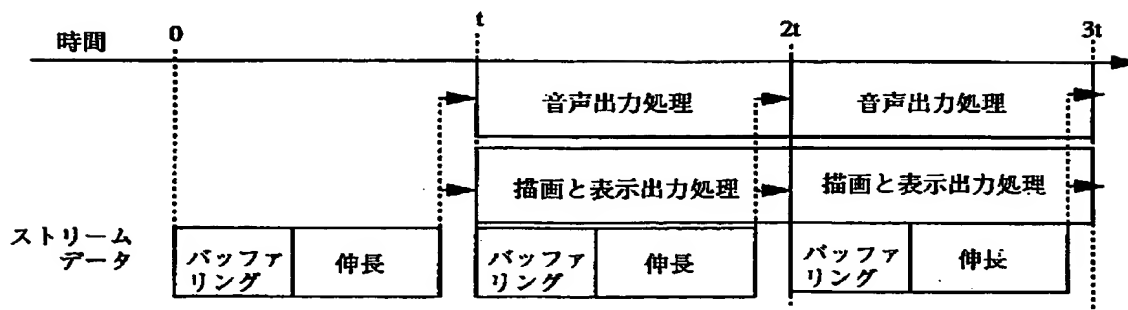 0 t 2t 3t
時間
音声出力処理 音声出力処理
描画と表示出力処理 描画と表示出力処理
ストリーム
データ
バッファ
リング
伸長
バッファ
リング
伸長
バッファ
リング
伸長